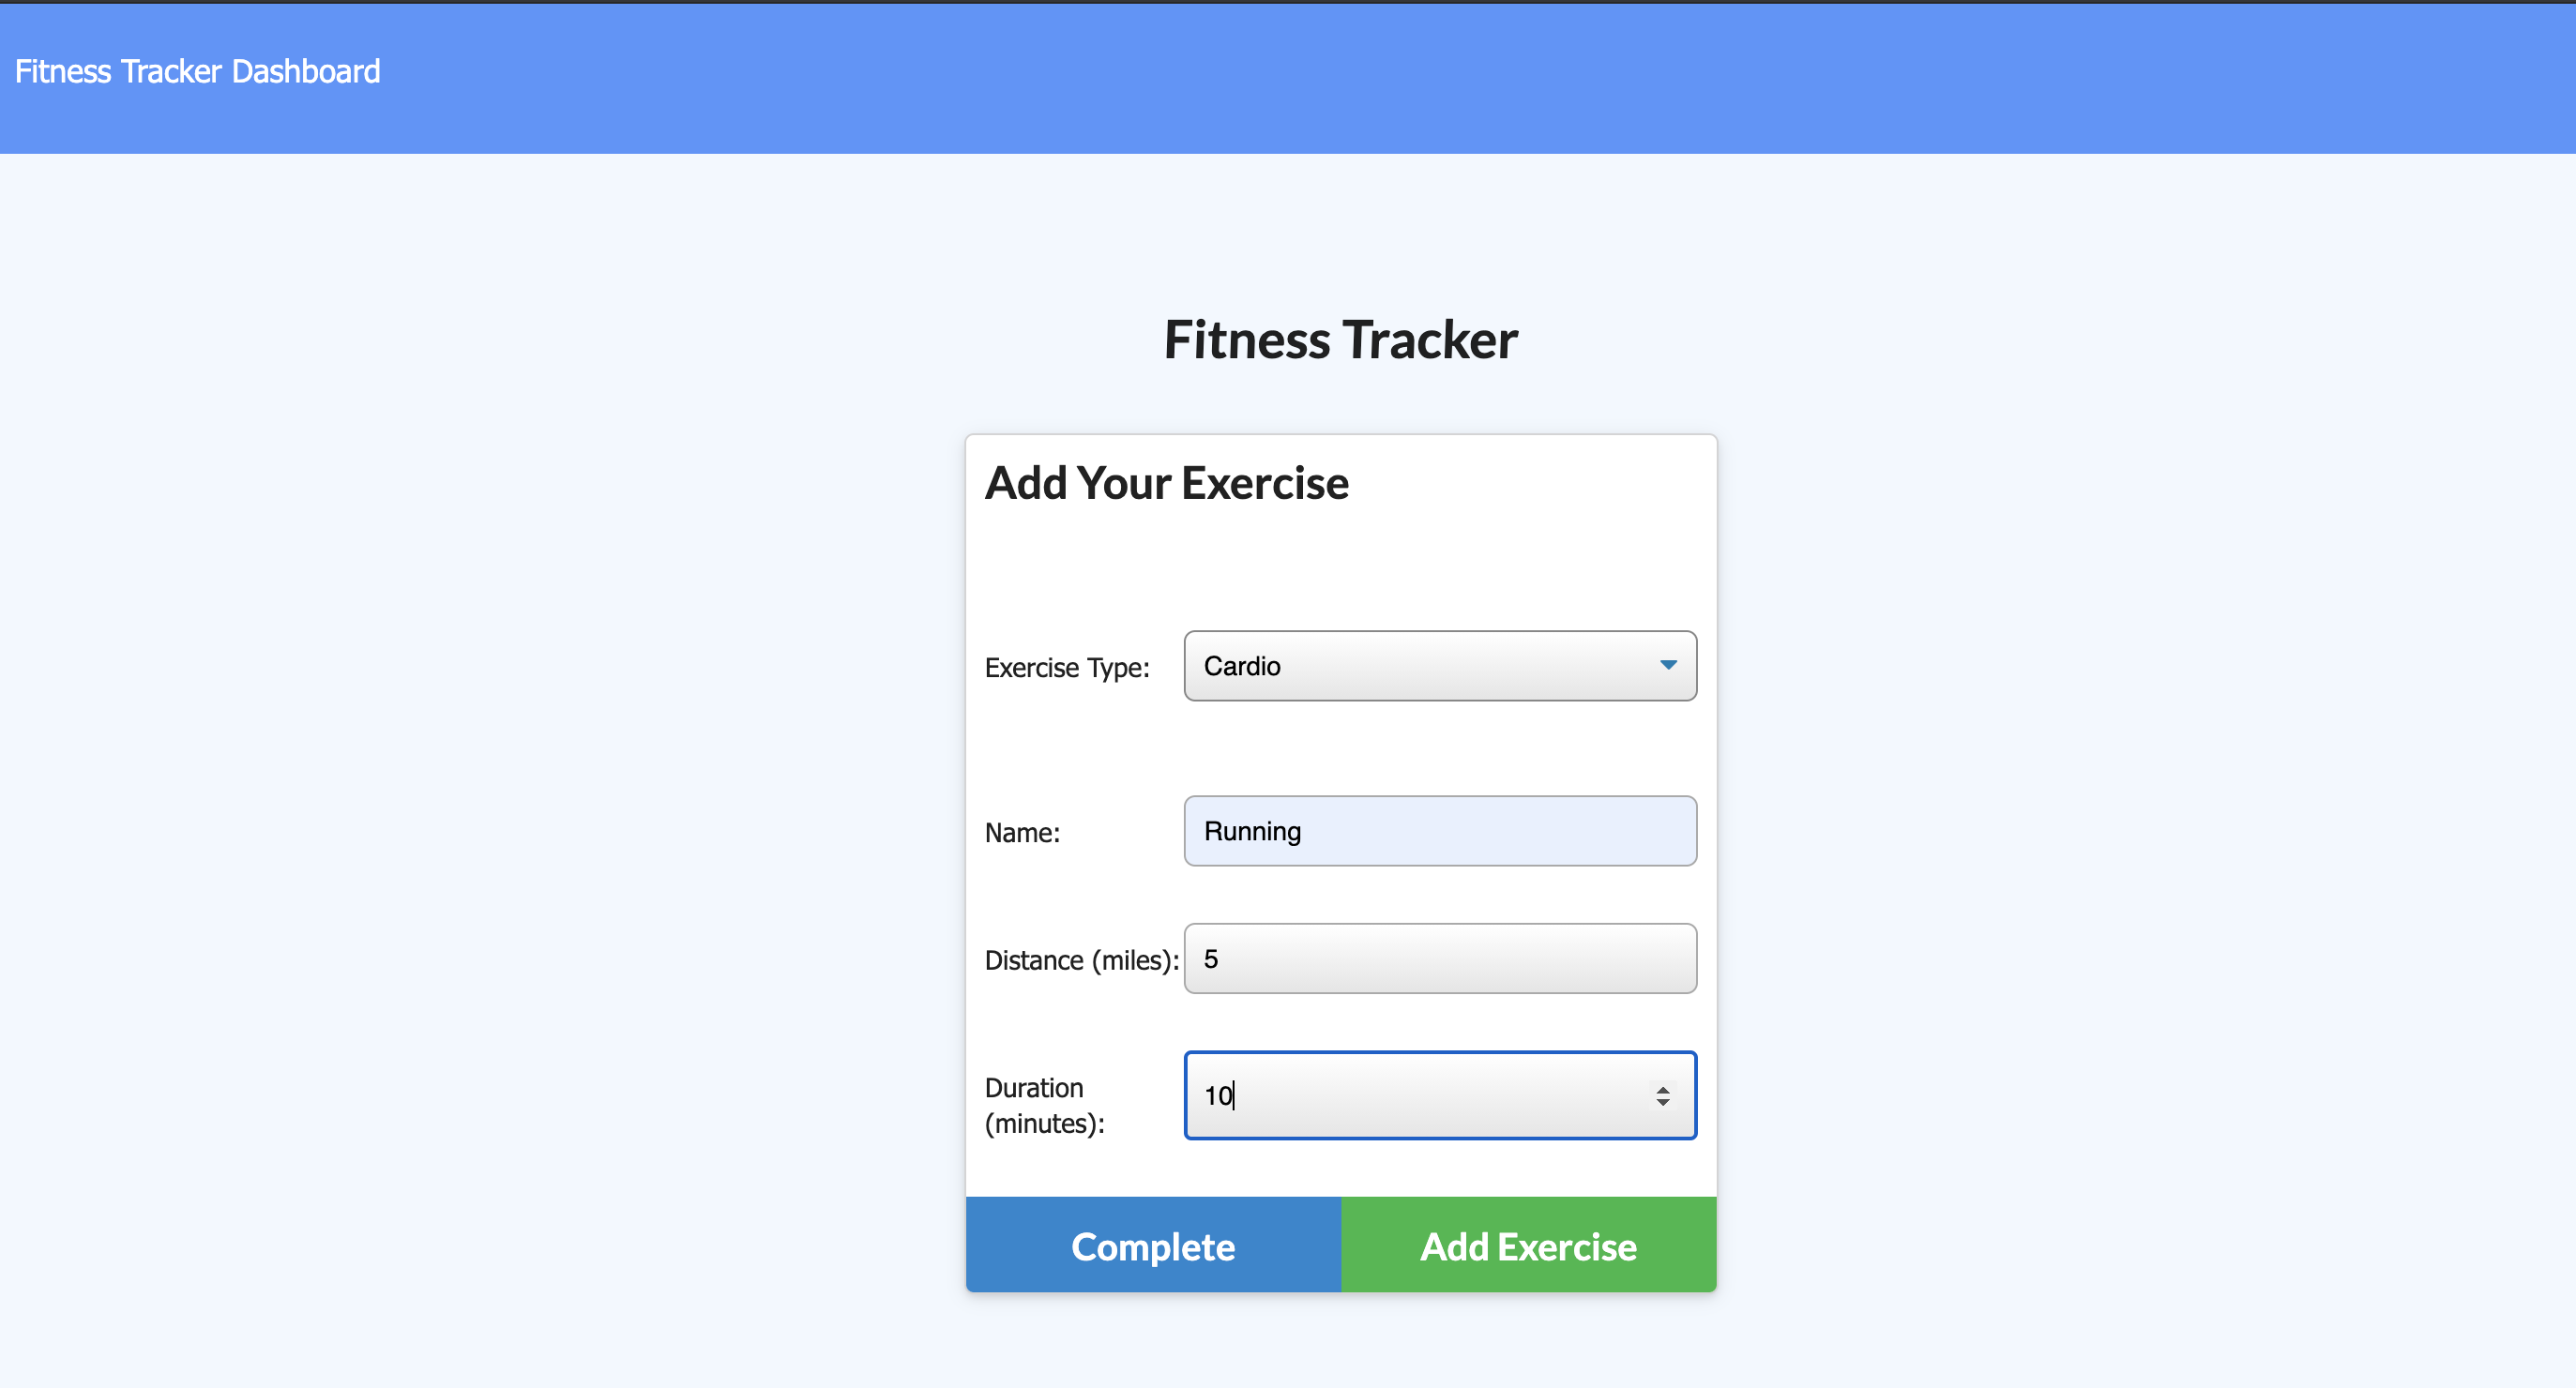 Fitness Tracker Dashboard
Fitness Tracker
Add Your Exercise
Exercise Type: Cardio
Name: Running
Distance (miles): 5
Duration
(minutes): 10
Complete Add Exercise